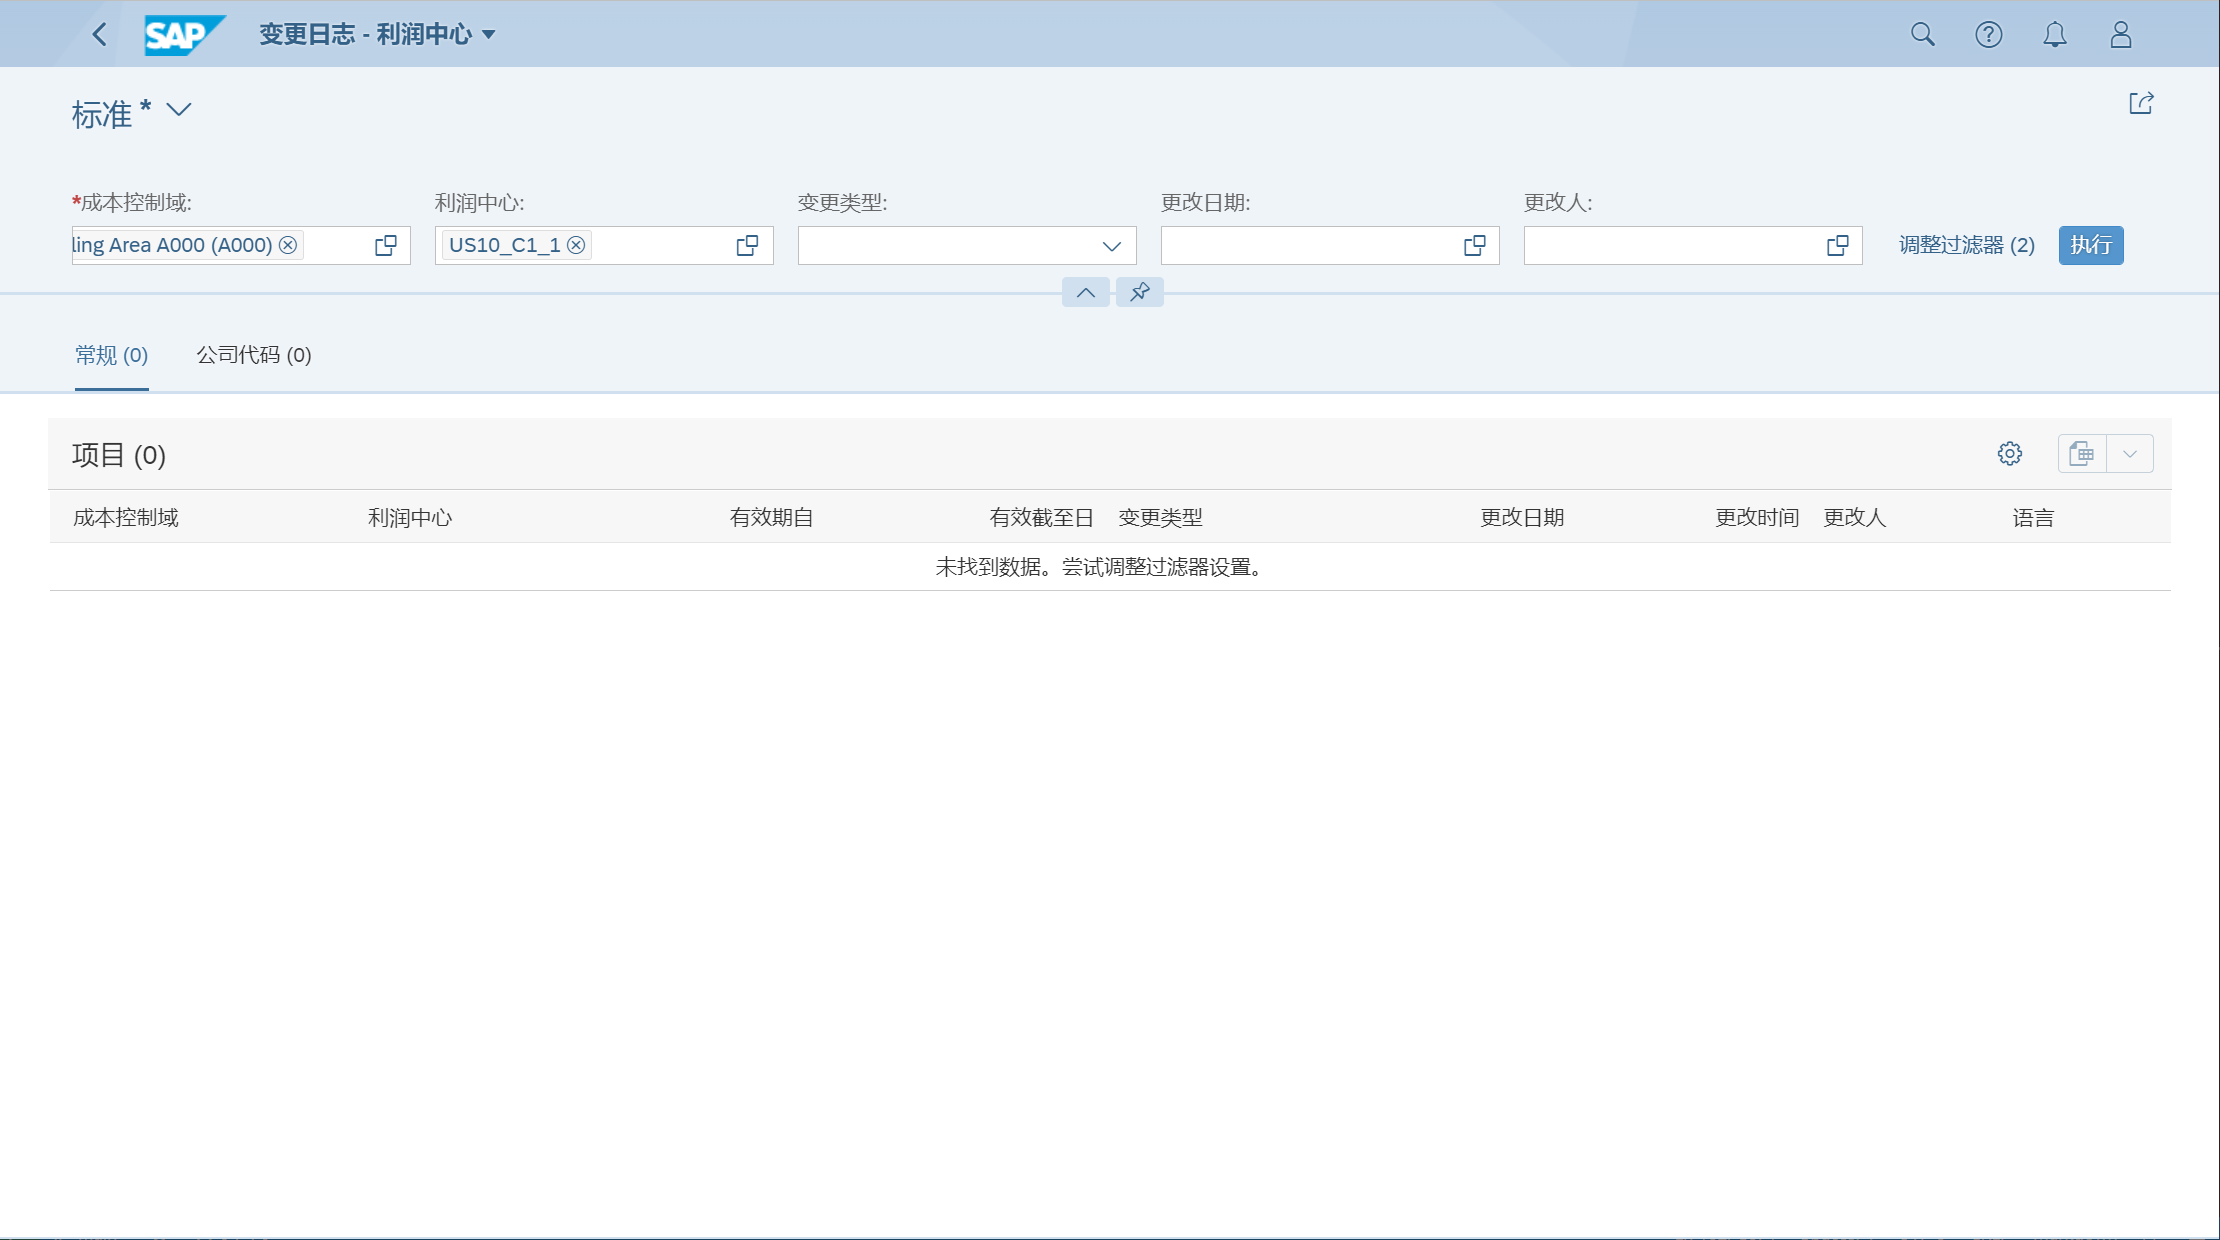 SAP 变更日志 - 利润中心
标准 *
*成本控制域: 利润中心: 变更类型: 更改日期: 更改人:
ling Area A000 (A000) US10_C1_1 调整过滤器 (2) 执行
常规 (0) 公司代码 (0)
项目 (0)
成本控制域 利润中心 有效期自 有效截至日 变更类型 更改日期 更改时间 更改人 语言
未找到数据。尝试调整过滤器设置。